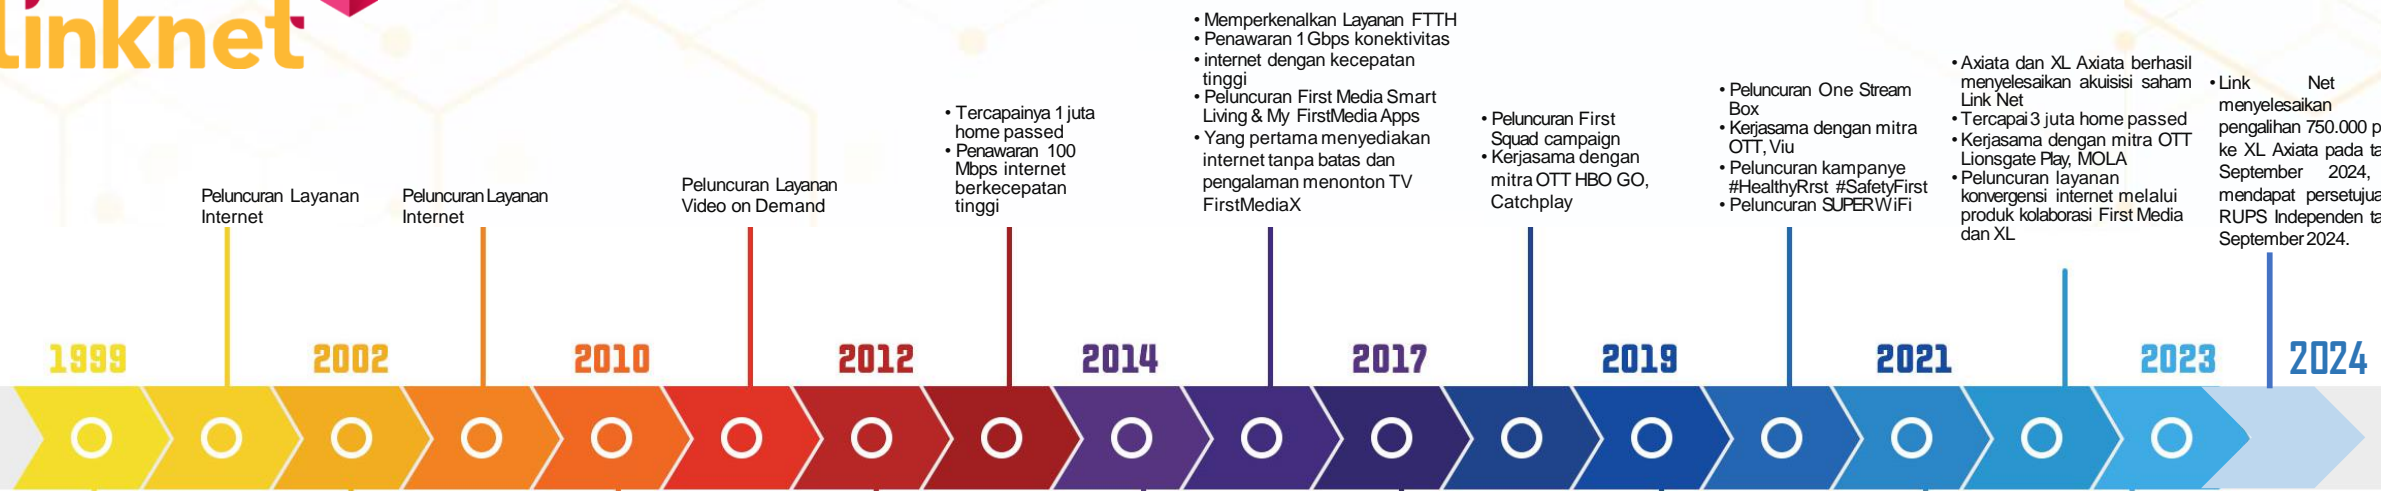 linknet
Peluncuran Layanan
Internet
Peluncuran Layanan
Internet
Peluncuran Layanan
Video on Demand
• Tercapainya 1 juta
home passed
• Penawaran 100
Mbps internet
berkecepatan
tinggi
• Memperkenalkan Layanan FTTH
• Penawaran 1 Gbps konektivitas
• internet dengan kecepatan
tinggi
• Peluncuran First Media Smart
Living & My FirstMedia Apps
• Yang pertama menyediakan
internet tanpa batas dan
pengalaman menonton TV
FirstMediaX
• Peluncuran First
Squad campaign
• Kerjasama dengan
mitra OTT HBO GO,
Catchplay
• Peluncuran One Stream
Box
• Kerjasama dengan mitra
OTT, Viu
• Peluncuran kampanye
#HealthyRrst #SafetyFirst
• Peluncuran SUPERWiFi
• Axiata dan XL Axiata berhasil
menyelesaikan akuisisi saham
Link Net
• Tercapai 3 juta home passed
• Kerjasama dengan mitra OTT
Lionsgate Play, MOLA
• Peluncuran layanan
konvergensi internet melalui
produk kolaborasi First Media
dan XL
• Link Net
menyelesaikan
pengalihan 750.000
ke XL Axiata pada
September 2024,
mendapat
RUPS Independen
September 2024.
1999
2002
2010
2012
2014
2017
2019
2021
2023
2024